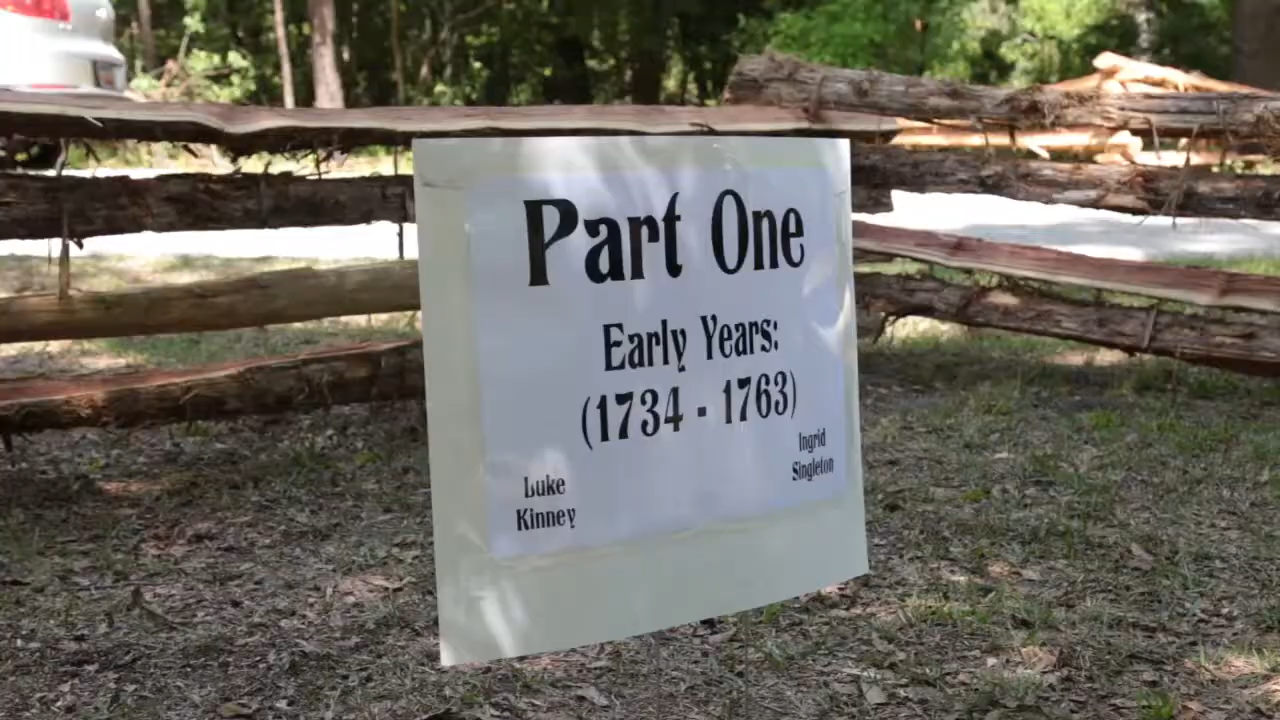 Part One
Early Years:
(1734 - 1763)
Luke
Kinney
Ingrid
Singleton